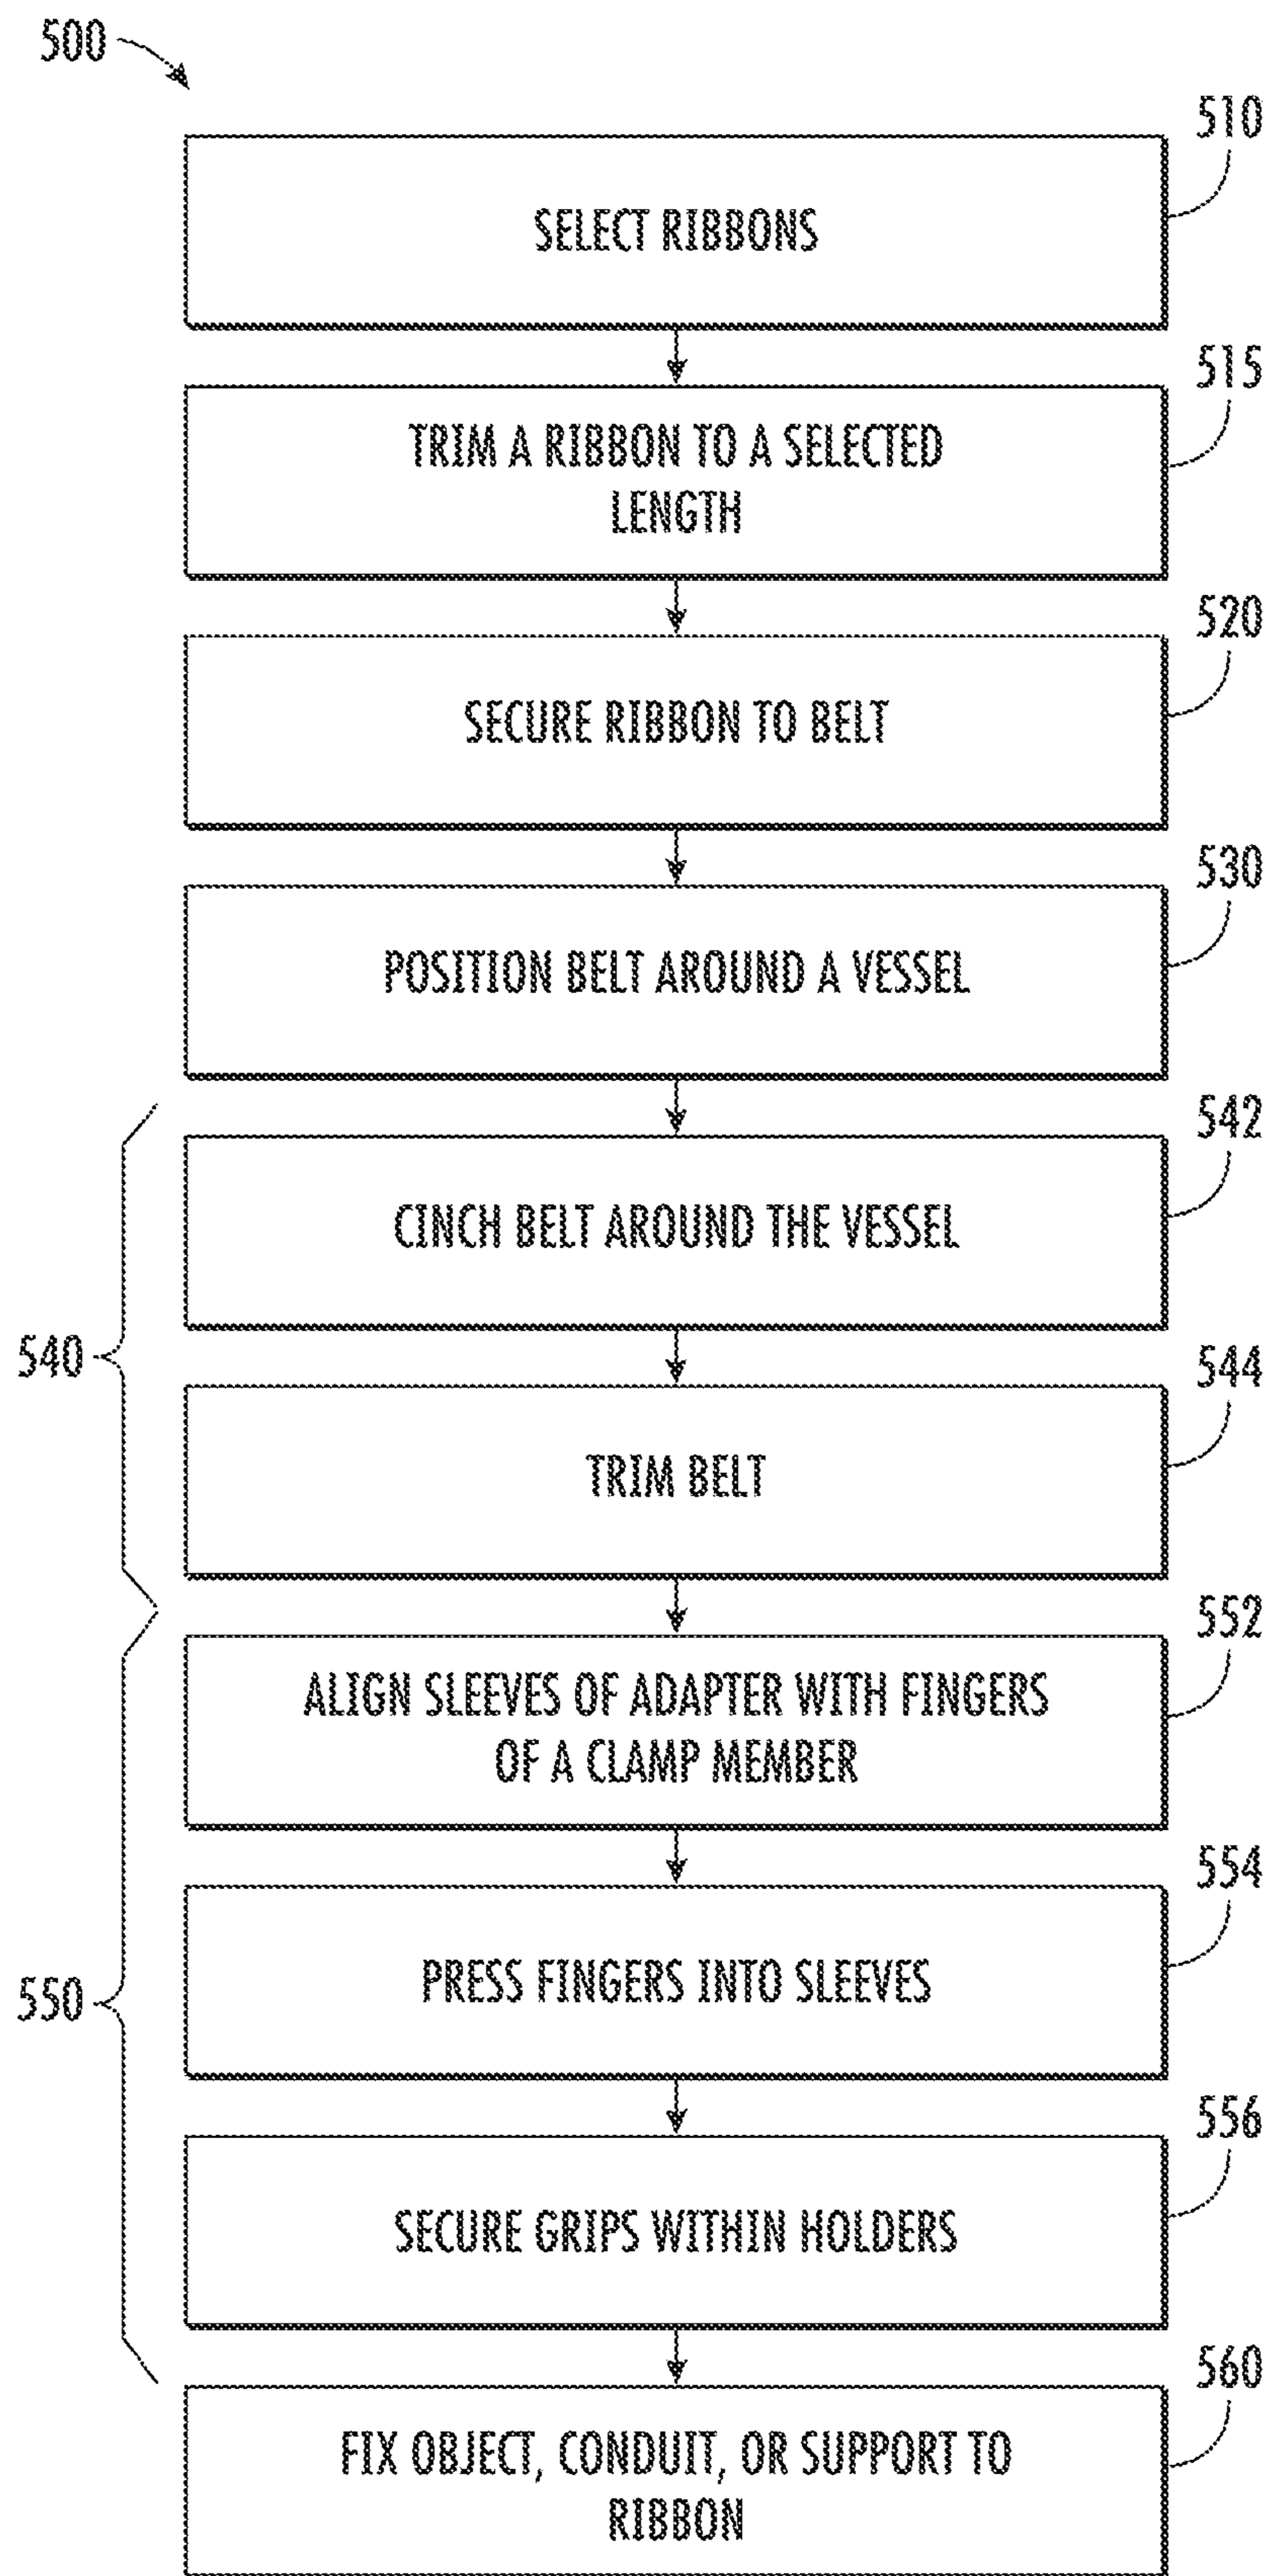 500
510
SELECT RIBBONS
515
TRIM A RIBBON TO A SELECTED
LENGTH
520
SECURE RIBBON TO BELT
530
POSITION BELT AROUND A VESSEL
540
542
CINCH BELT AROUND THE VESSEL
544
TRIM BELT
550
552
ALIGN SLEEVES OF ADAPTER WITH FINGERS
OF A CLAMP MEMBER
554
PRESS FINGERS INTO SLEEVES
556
SECURE GRIPS WITHIN HOLDERS
560
FIX OBJECT, CONDUIT, OR SUPPORT TO
RIBBON